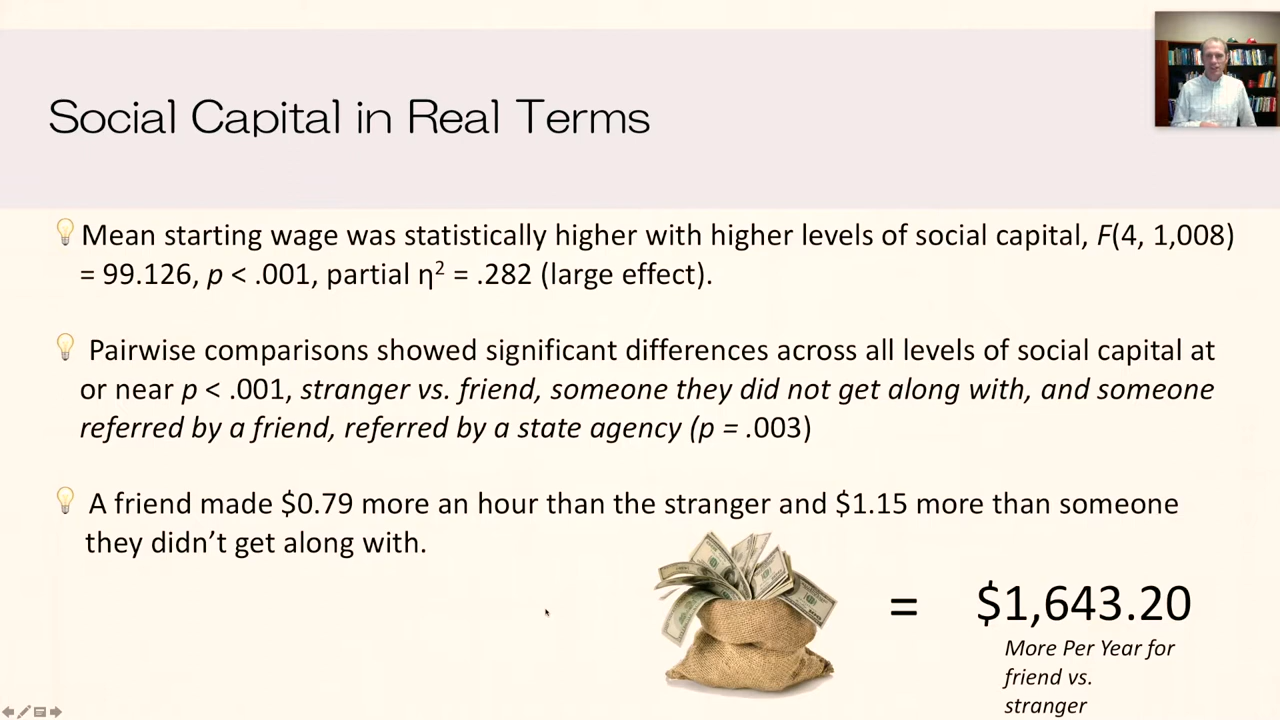 Social Capital in Real Terms
Mean starting wage was statistically higher with higher levels of social capital, F(4, 1,008)
= 99.126, p < .001, partial η² = .282 (large effect).
Pairwise comparisons showed significant differences across all levels of social capital at
or near p < .001, stranger vs. friend, someone they did not get along with, and someone
referred by a friend, referred by a state agency (p = .003)
A friend made $0.79 more an hour than the stranger and $1.15 more than someone
they didn’t get along with.
= $1,643.20
More Per Year for
friend vs.
stranger